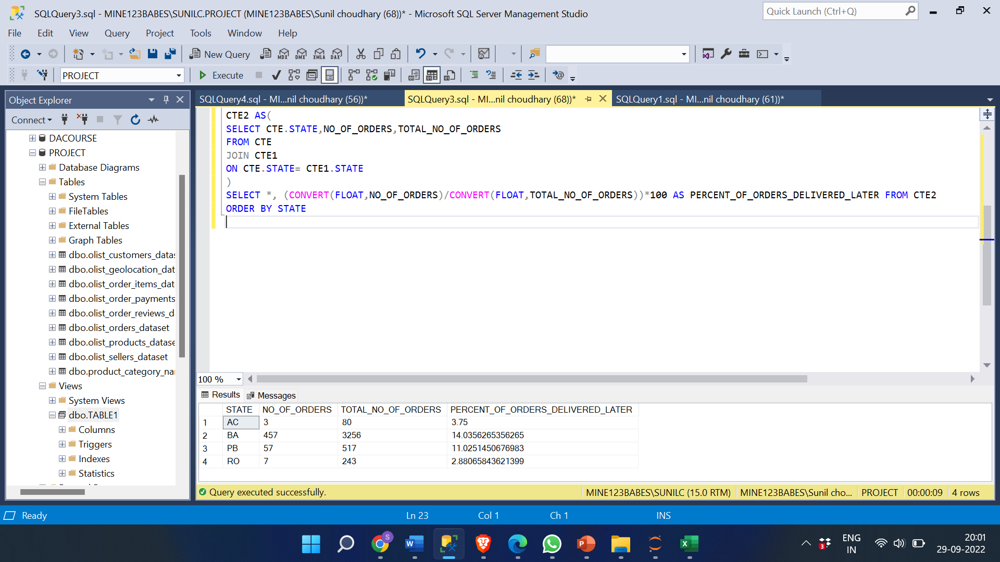 SQLQuery3.sql - MINE123BABES\SUNILC.PROJECT (MINE123BABES\Sunil choudhary (68))* - Microsoft SQL Server Management Studio
Quick Launch (Ctrl+Q)
File Edit View Query Project Tools Window Help
New Query MDX DMX XMLA DAX
PROJECT Execute
Object Explorer
SQLQuery4.sql - MI...nil choudhary (56))* SQLQuery3.sql - MI...nil choudhary (68))* SQLQuery1.sql - MI...nil choudhary (61))*
Connect
DACOURSE
PROJECT
Database Diagrams
Tables
System Tables
FileTables
External Tables
Graph Tables
dbo.olist_customers_datas
dbo.olist_geolocation_dat
dbo.olist_order_items_dat
dbo.olist_order_payments
dbo.olist_order_reviews_d
dbo.olist_orders_dataset
dbo.olist_products_datase
dbo.olist_sellers_dataset
dbo.product_category_na
Views
System Views
dbo.TABLE1
Columns
Triggers
Indexes
Statistics
CTE2 AS(
SELECT CTE.STATE,NO_OF_ORDERS,TOTAL_NO_OF_ORDERS
FROM CTE
JOIN CTE1
ON CTE.STATE= CTE1.STATE
)
SELECT *, (CONVERT(FLOAT,NO_OF_ORDERS)/CONVERT(FLOAT,TOTAL_NO_OF_ORDERS))*100 AS PERCENT_OF_ORDERS_DELIVERED_LATER FROM CTE2
ORDER BY STATE
100 %
Results Messages
STATE NO_OF_ORDERS TOTAL_NO_OF_ORDERS PERCENT_OF_ORDERS_DELIVERED_LATER
1 AC 3 80 3.75
2 BA 457 3256 14.0356265356265
3 PB 57 517 11.0251450676983
4 RO 7 243 2.88065843621399
Query executed successfully. MINE123BABES\SUNILC (15.0 RTM) MINE123BABES\Sunil cho... PROJECT 00:00:09 4 rows
Ready Ln 23 Col 1 Ch 1 INS
S W P X 3
ENG
IN
20:01
29-09-2022